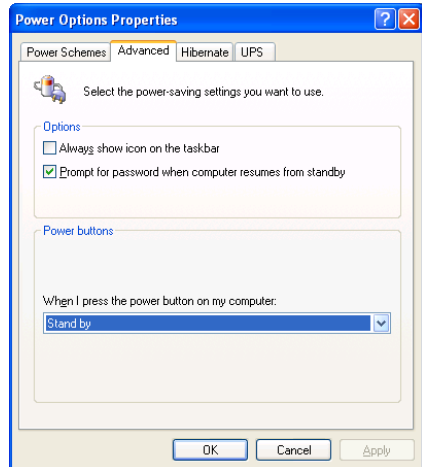 Power Options Properties
Power Schemes Advanced Hibernate UPS
Select the power-saving settings you want to use.
Options
Always show icon on the taskbar
Prompt for password when computer resumes from standby
Power buttons
When I press the power button on my computer:
Stand by
OK Cancel Apply